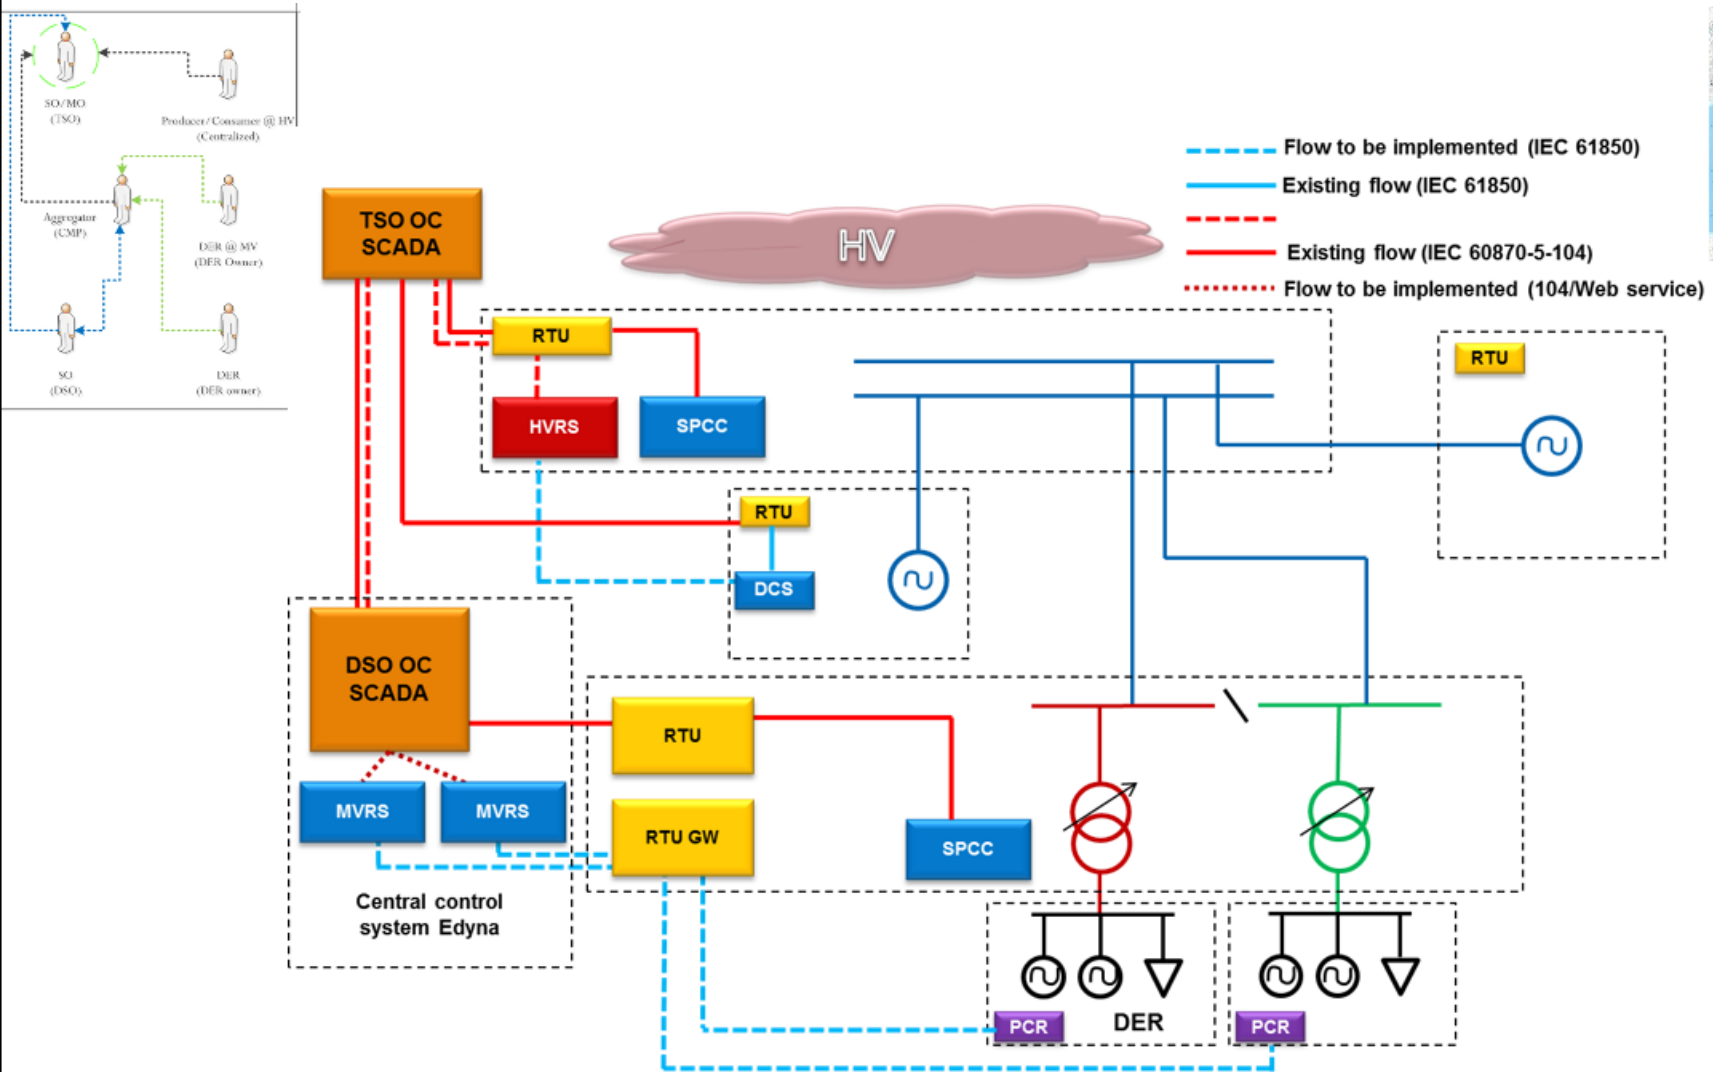 SO/MO
(TSO)
Producer/Consumer @ HV
(Centralized)
Aggregator
(CMP)
DER @ MV
(DER Owner)
SO
(DSO)
DER
(DER owner)
Flow to be implemented (IEC 61850)
Existing flow (IEC 61850)
Existing flow (IEC 60870-5-104)
Flow to be implemented (104/Web service)
HV
TSO OC
SCADA
RTU
HVRS
SPCC
RTU
RTU
DCS
DSO OC
SCADA
MVRS
MVRS
Central control
system Edyna
RTU
RTU GW
SPCC
PCR
DER
PCR